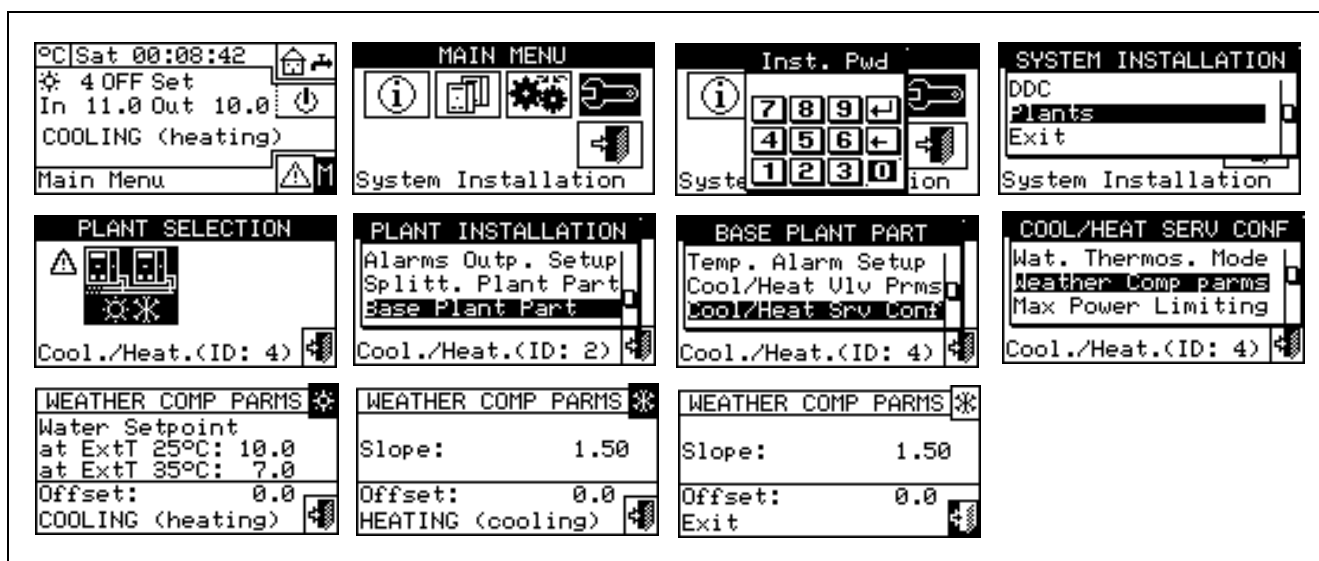 ºC Sat 00:08:42
4 OFF Set
In 11.0 Out 10.0
COOLING (heating)
Main Menu M
MAIN MENU
i
System Installation
Inst. Pwd
i
7 8 9
4 5 6
1 2 3 0
Syste ion
SYSTEM INSTALLATION
DDC
Plants
Exit
System Installation
PLANT SELECTION
Cool./Heat.(ID: 4)
PLANT INSTALLATION
Alarms Outp. Setup
Splitt. Plant Part
Base Plant Part
Cool./Heat.(ID: 2)
BASE PLANT PART
Temp. Alarm Setup
Cool/Heat Vlv Prms
Cool/Heat Srv Conf
Cool./Heat.(ID: 4)
COOL/HEAT SERV CONF
Wat. Thermos. Mode
Weather Comp parms
Max Power Limiting
Cool./Heat.(ID: 4)
WEATHER COMP PARMS
Water Setpoint
at ExtT 25ºC: 10.0
at ExtT 35ºC: 7.0
Offset: 0.0
COOLING (heating)
WEATHER COMP PARMS
Slope: 1.50
Offset: 0.0
HEATING (cooling)
WEATHER COMP PARMS
Slope: 1.50
Offset: 0.0
Exit